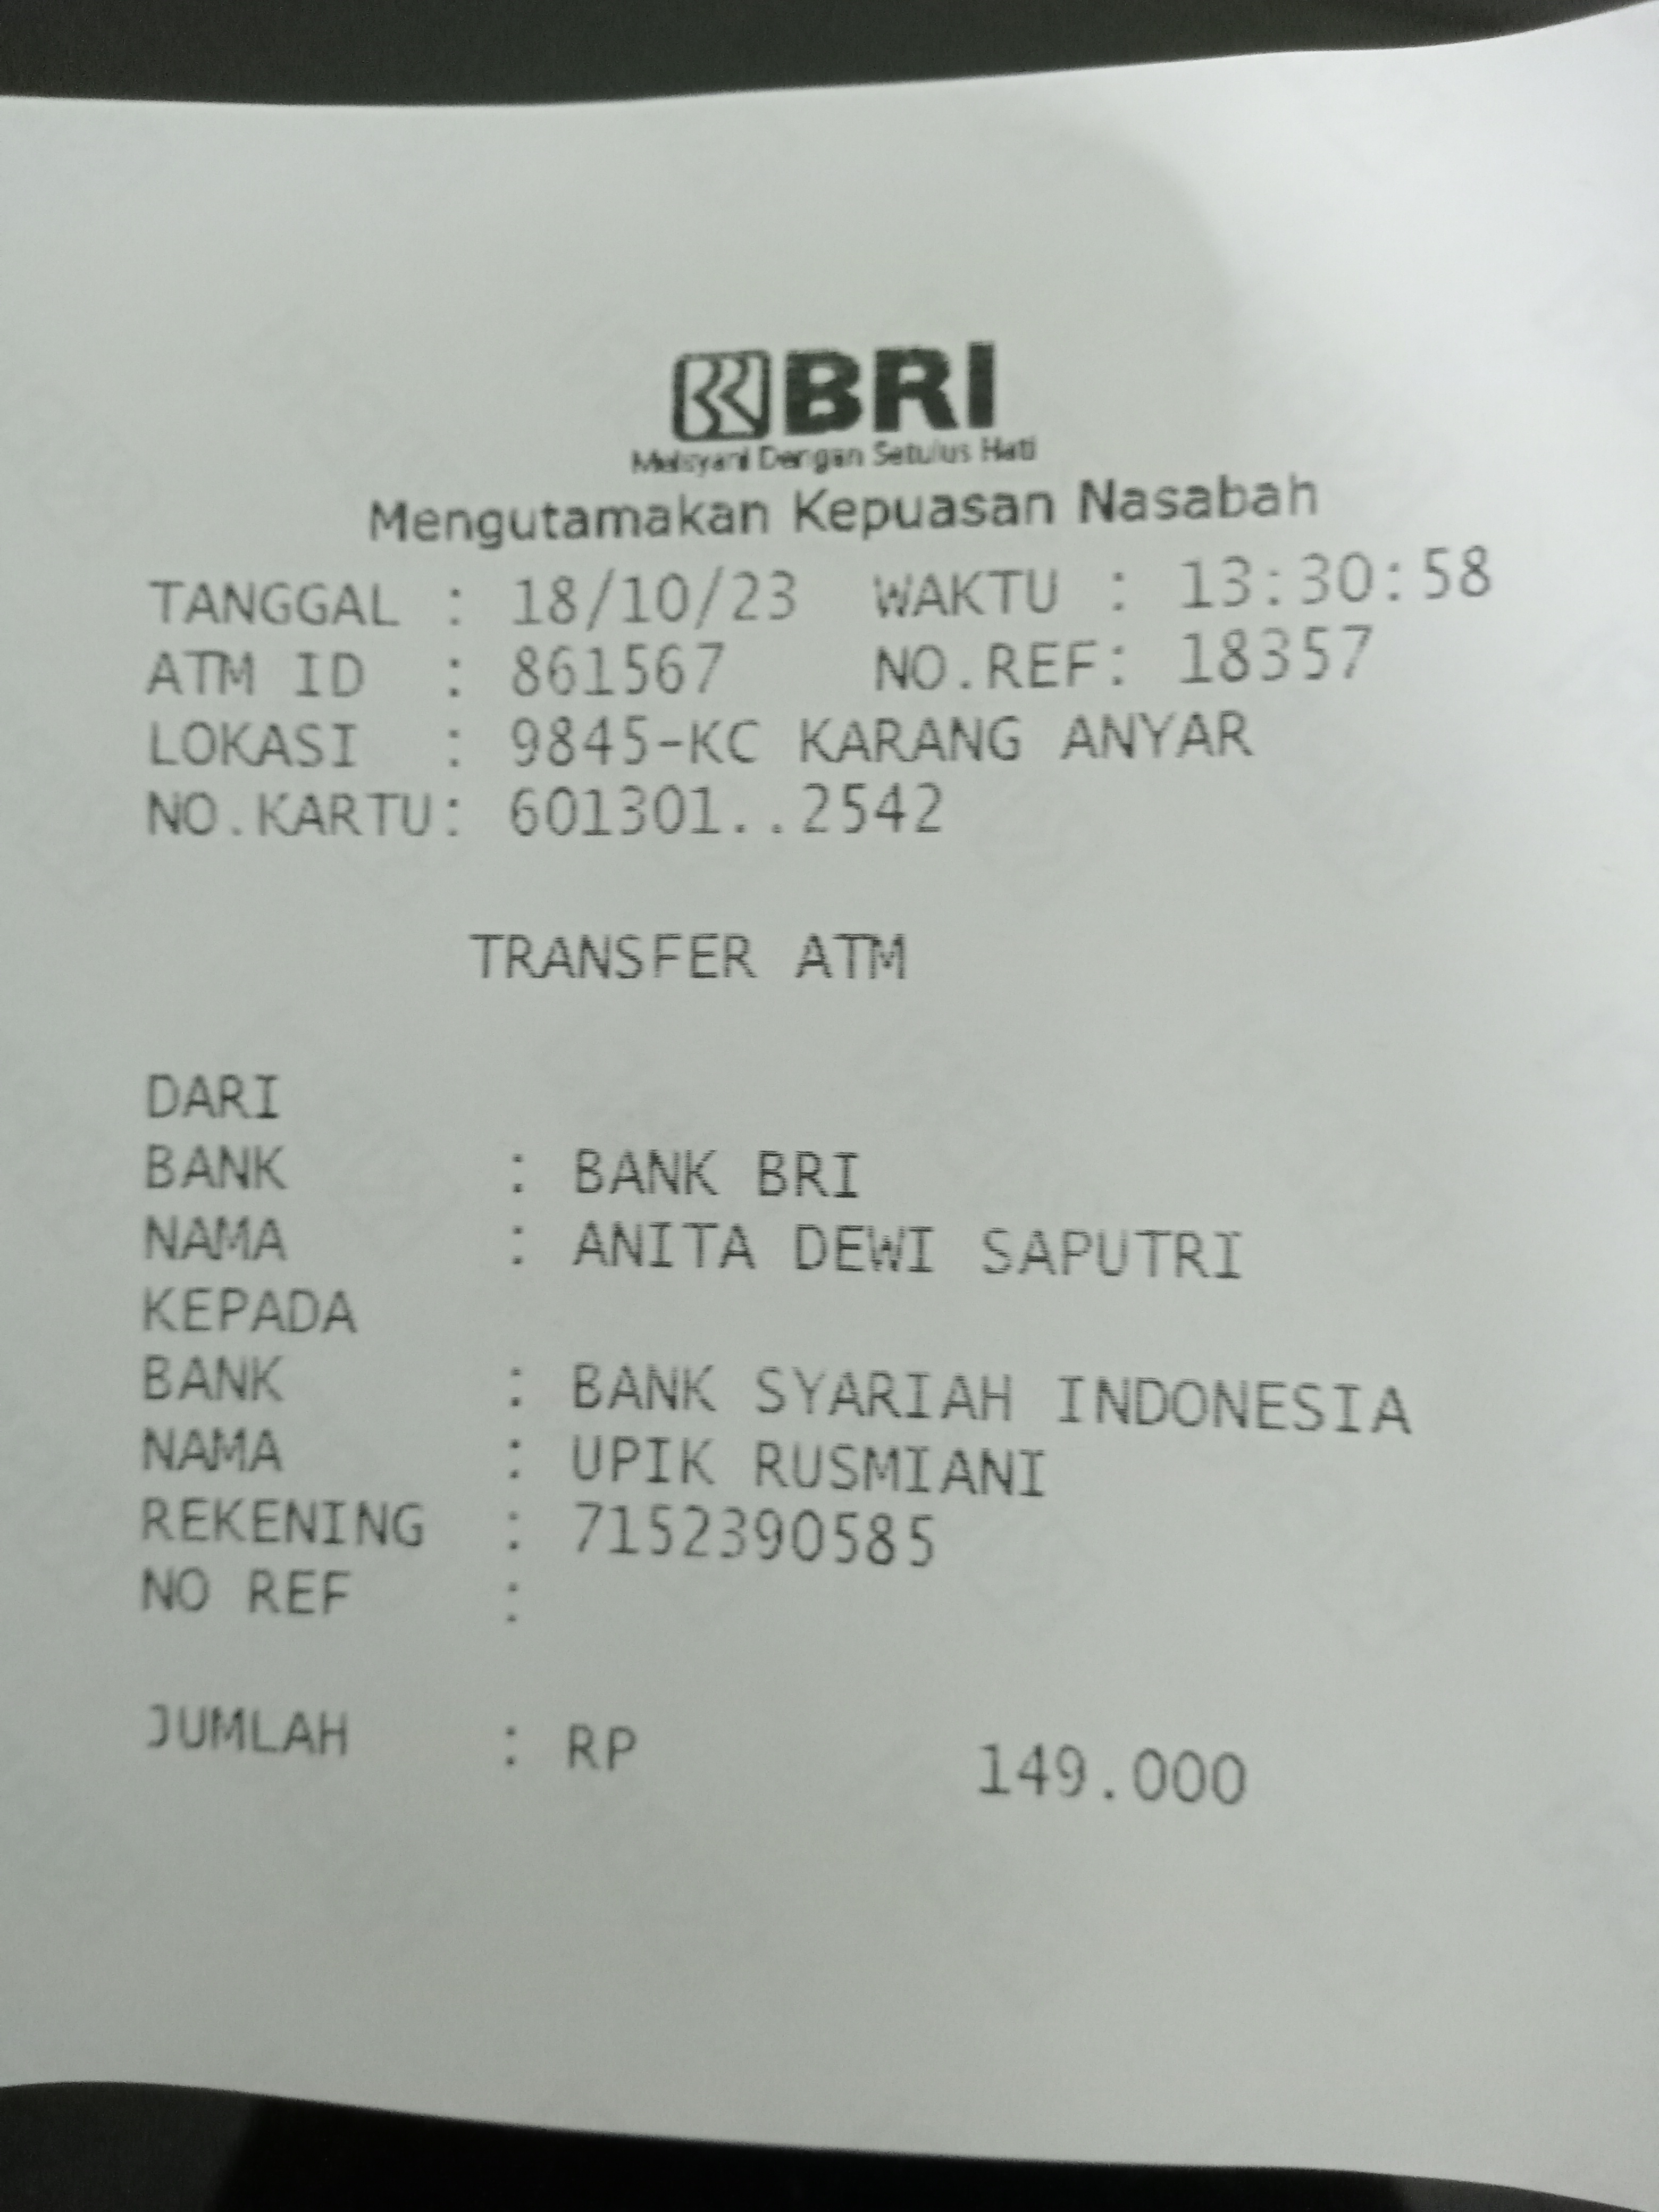 BRI
Melayani Dengan Setulus Hati
Mengutamakan Kepuasan Nasabah
TANGGAL : 18/10/23 WAKTU : 13:30:58
ATM ID : 861567 NO.REF: 18357
LOKASI : 9845-KC KARANG ANYAR
NO.KARTU: 601301..2542
TRANSFER ATM
DARI
BANK : BANK BRI
NAMA : ANITA DEWI SAPUTRI
KEPADA
BANK : BANK SYARIAH INDONESIA
NAMA : UPIK RUSMIANI
REKENING : 7152390585
NO REF :
JUMLAH : RP 149.000